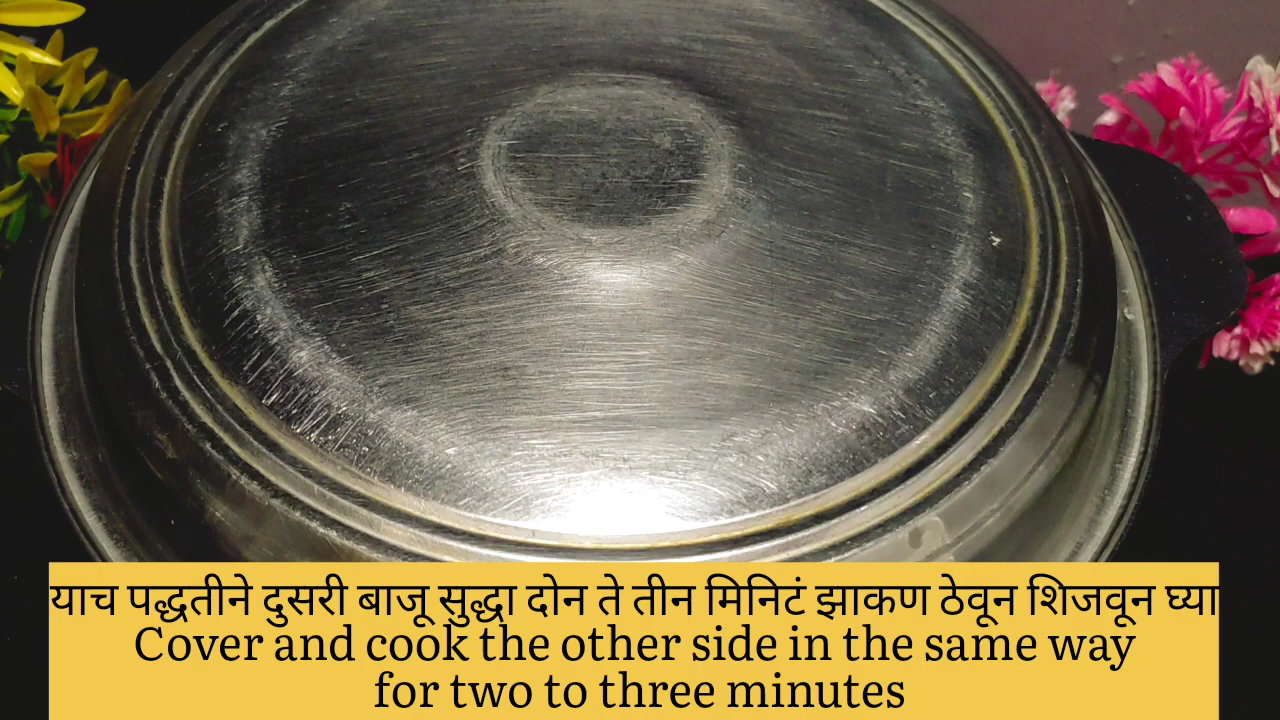 याच पद्धतीने दुसरी बाजू सुद्धा दोन ते तीन मिनिटं झाकण ठेवून शिजवून घ्या
Cover and cook the other side in the same way
for two to three minutes